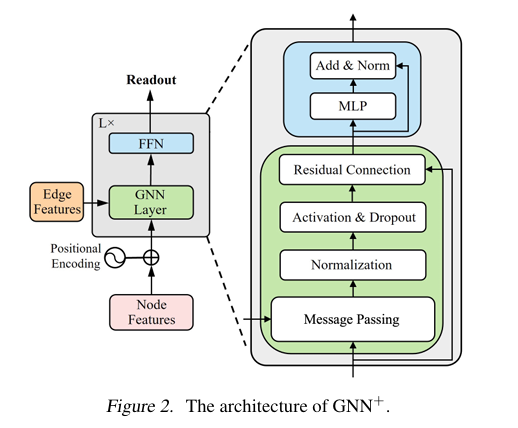 Readout
L×
FFN
GNN
Layer
Edge
Features
Positional
Encoding
Node
Features
Add & Norm
MLP
Residual Connection
Activation & Dropout
Normalization
Message Passing
Figure 2. The architecture of GNN⁺.